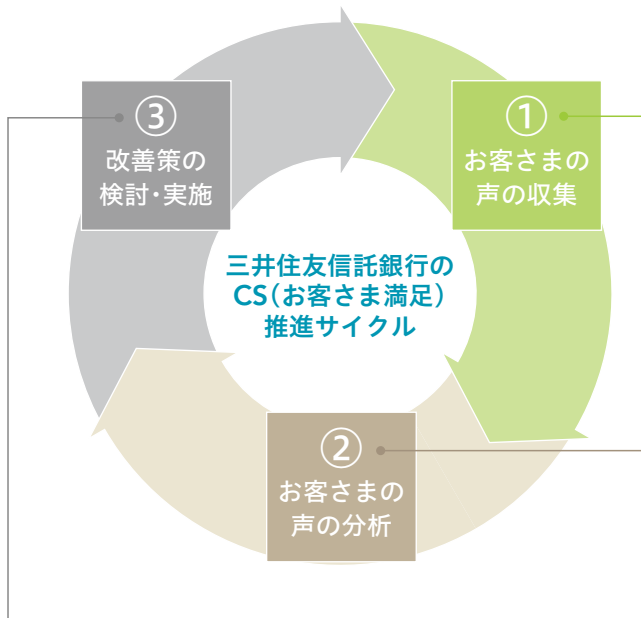 三井住友信託銀行の
CS(お客さま満足)
推進サイクル
①
お客さまの
声の収集
②
お客さまの
声の分析
③
改善策の
検討・実施